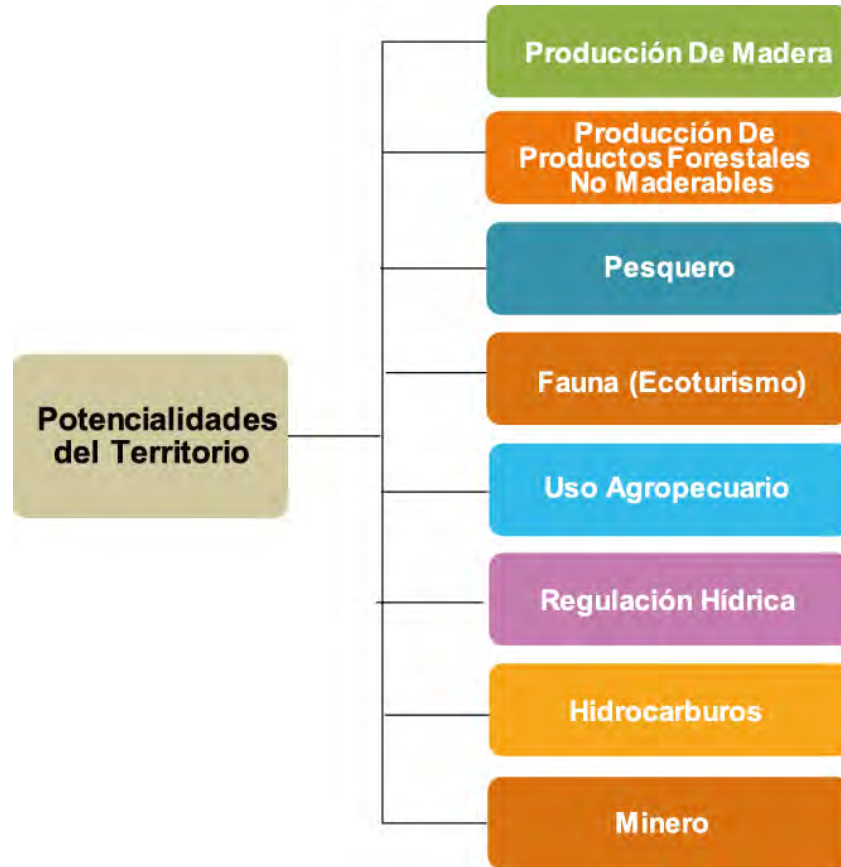 Producción De Madera
Producción De
Productos Forestales
No Maderables
Pesquero
Fauna (Ecoturismo)
Potencialidades
del Territorio
Uso Agropecuario
Regulación Hídrica
Hidrocarburos
Minero